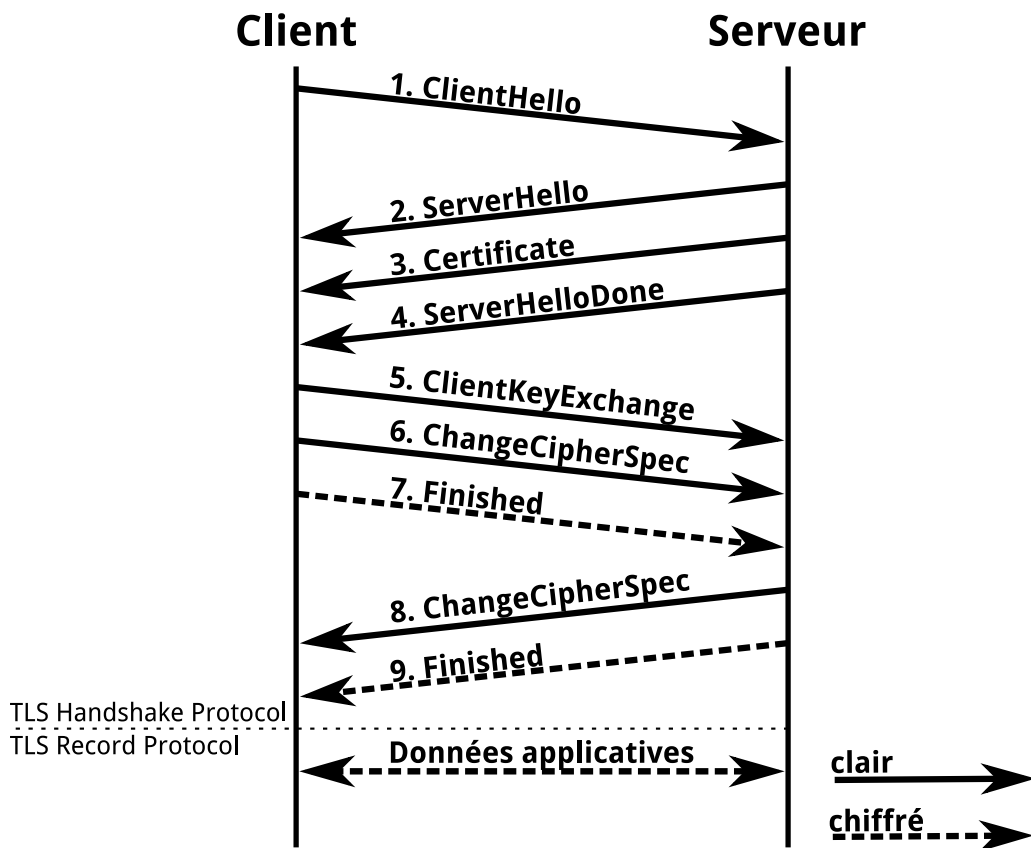 Client
Serveur
1. ClientHello
2. ServerHello
3. Certificate
4. ServerHelloDone
5. ClientKeyExchange
6. ChangeCipherSpec
7. Finished
8. ChangeCipherSpec
9. Finished
TLS Handshake Protocol
TLS Record Protocol
Données applicatives
clair
chiffré